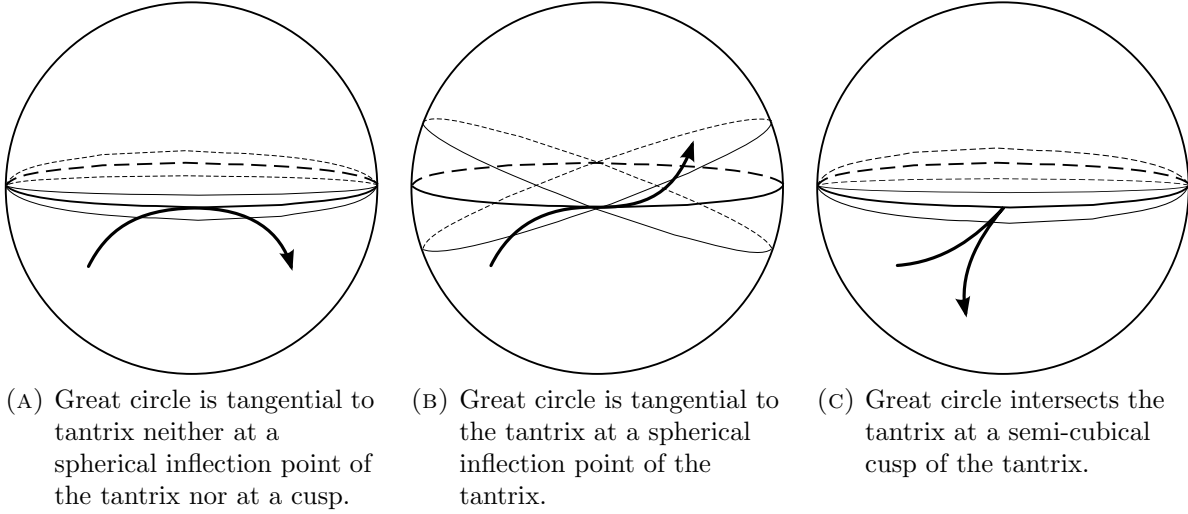 (A) Great circle is tangential to
tantrix neither at a
spherical inflection point of
the tantrix nor at a cusp.
(B) Great circle is tangential to
the tantrix at a spherical
inflection point of the
tantrix.
(C) Great circle intersects the
tantrix at a semi-cubical
cusp of the tantrix.